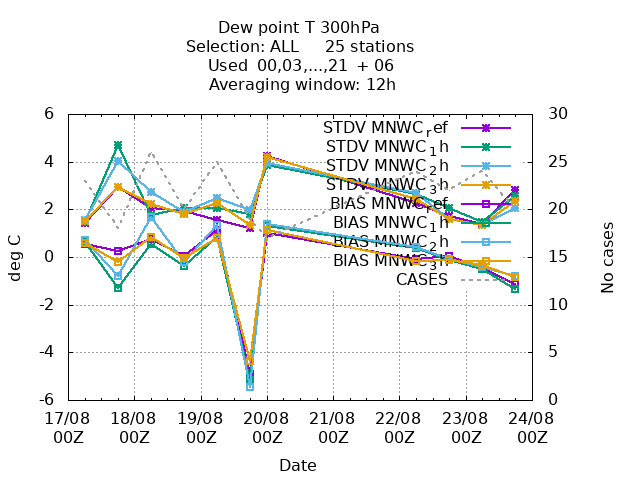 Dew point T 300hPa
Selection: ALL 25 stations
Used 00,03,...,21 + 06
Averaging window: 12h
6
4
2
0
-2
-4
-6
deg C
30
25
20
15
10
5
0
No cases
STDV MNWC_ref
STDV MNWC_1h
STDV MNWC_2h
STDV MNWC_3h
BIAS MNWC_ref
BIAS MNWC_1h
BIAS MNWC_2h
BIAS MNWC_3h
CASES
17/08 18/08 19/08 20/08 21/08 22/08 23/08 24/08
00Z 00Z 00Z 00Z 00Z 00Z 00Z 00Z
Date